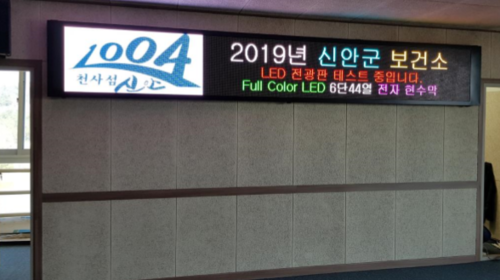 1004
천사섬 신안
2019년 신안군 보건소
LED 전광판 테스트 중입니다.
Full Color LED 6단44열 전자 현수막